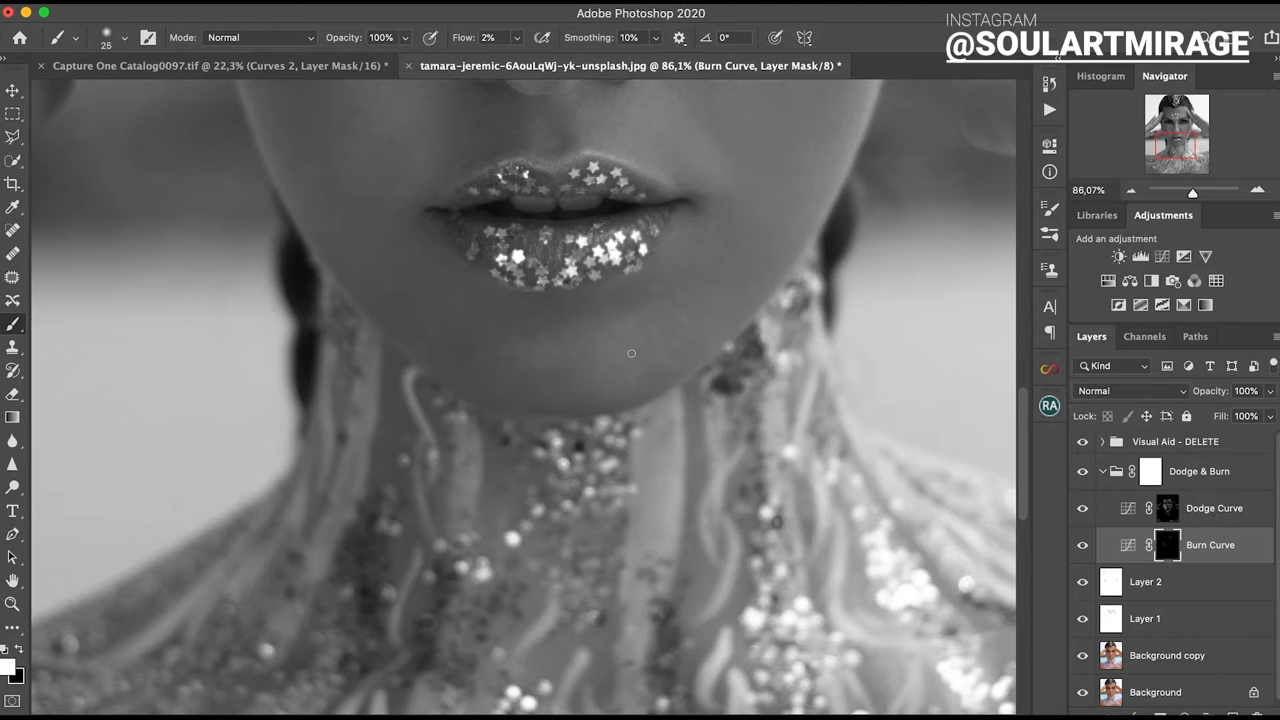 Adobe Photoshop 2020
INSTAGRAM
@SOULARTMIRAGE
25
Mode: Normal
Opacity: 100%
Flow: 2%
Smoothing: 10%
0°
Capture One Catalog0097.tif @ 22,3% (Curves 2, Layer Mask/16) *
tamara-jeremic-6AouLqWj-yk-unsplash.jpg @ 86,1% (Burn Curve, Layer Mask/8) *
Histogram
Navigator
86,07%
Libraries
Adjustments
Add an adjustment
Layers
Channels
Paths
Kind
Normal
Opacity: 100%
Lock:
Fill: 100%
Visual Aid - DELETE
Dodge & Burn
Dodge Curve
Burn Curve
Layer 2
Layer 1
Background copy
Background
RA